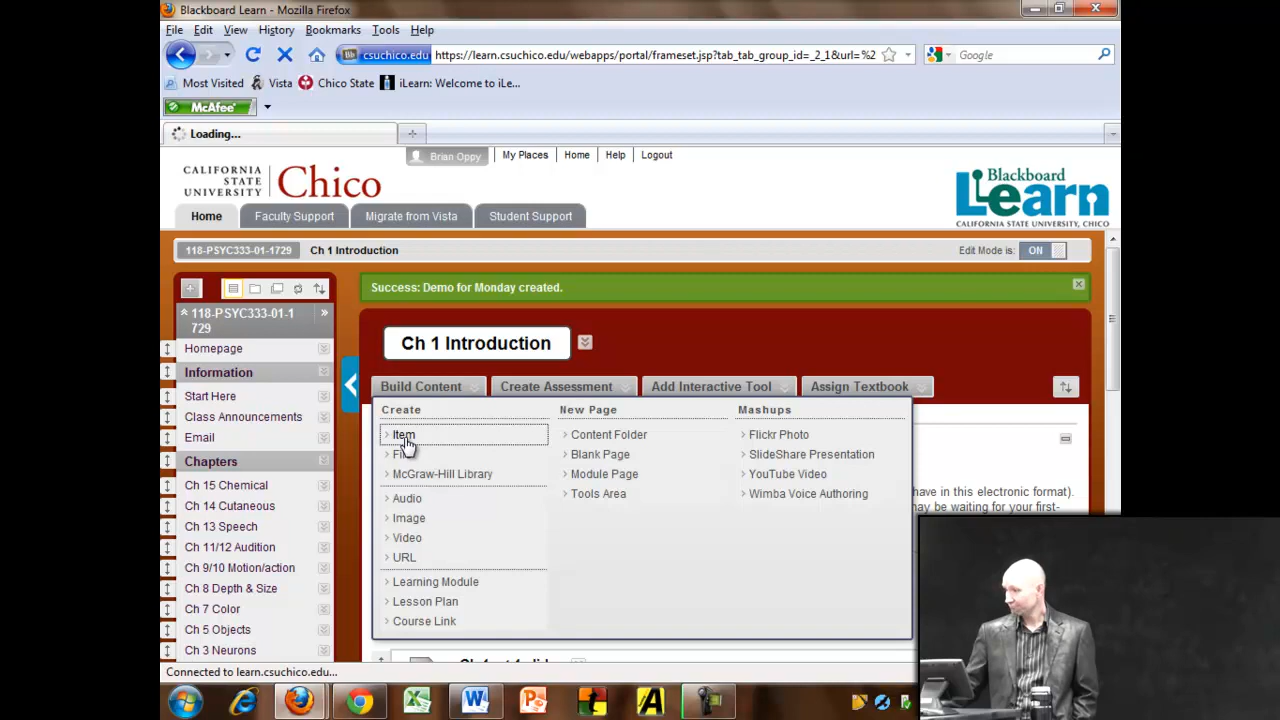 Blackboard Learn - Mozilla Firefox
File Edit View History Bookmarks Tools Help
csuchico.edu https://learn.csuchico.edu/webapps/portal/frameset.jsp?tab_tab_group_id=_2_1&url=%2 Google
Most Visited Vista Chico State iLearn: Welcome to iLe...
McAfee
Loading...
Brian Oppy My Places Home Help Logout
CALIFORNIA
STATE
UNIVERSITY
Chico
Blackboard
Learn
CALIFORNIA STATE UNIVERSITY, CHICO
Home Faculty Support Migrate from Vista Student Support
118-PSYC333-01-1729 Ch 1 Introduction Edit Mode is: ON
Success: Demo for Monday created.
118-PSYC333-01-1
729
Homepage
Information
Start Here
Class Announcements
Email
Chapters
Ch 15 Chemical
Ch 14 Cutaneous
Ch 13 Speech
Ch 11/12 Audition
Ch 9/10 Motion/action
Ch 8 Depth & Size
Ch 7 Color
Ch 5 Objects
Ch 3 Neurons
Ch 1 Introduction
Build Content Create Assessment Add Interactive Tool Assign Textbook
Create
Item
McGraw-Hill Library
Audio
Image
Video
URL
Learning Module
Lesson Plan
Course Link
New Page
Content Folder
Blank Page
Module Page
Tools Area
Mashups
Flickr Photo
SlideShare Presentation
YouTube Video
Wimba Voice Authoring
have in this electronic format).
may be waiting for your first-
Connected to learn.csuchico.edu...